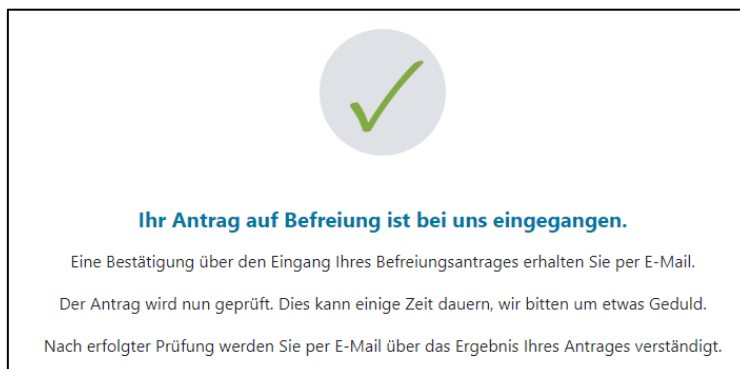 Ihr Antrag auf Befreiung ist bei uns eingegangen.
Eine Bestätigung über den Eingang Ihres Befreiungsantrages erhalten Sie per E-Mail.
Der Antrag wird nun geprüft. Dies kann einige Zeit dauern, wir bitten um etwas Geduld.
Nach erfolgter Prüfung werden Sie per E-Mail über das Ergebnis Ihres Antrages verständigt.